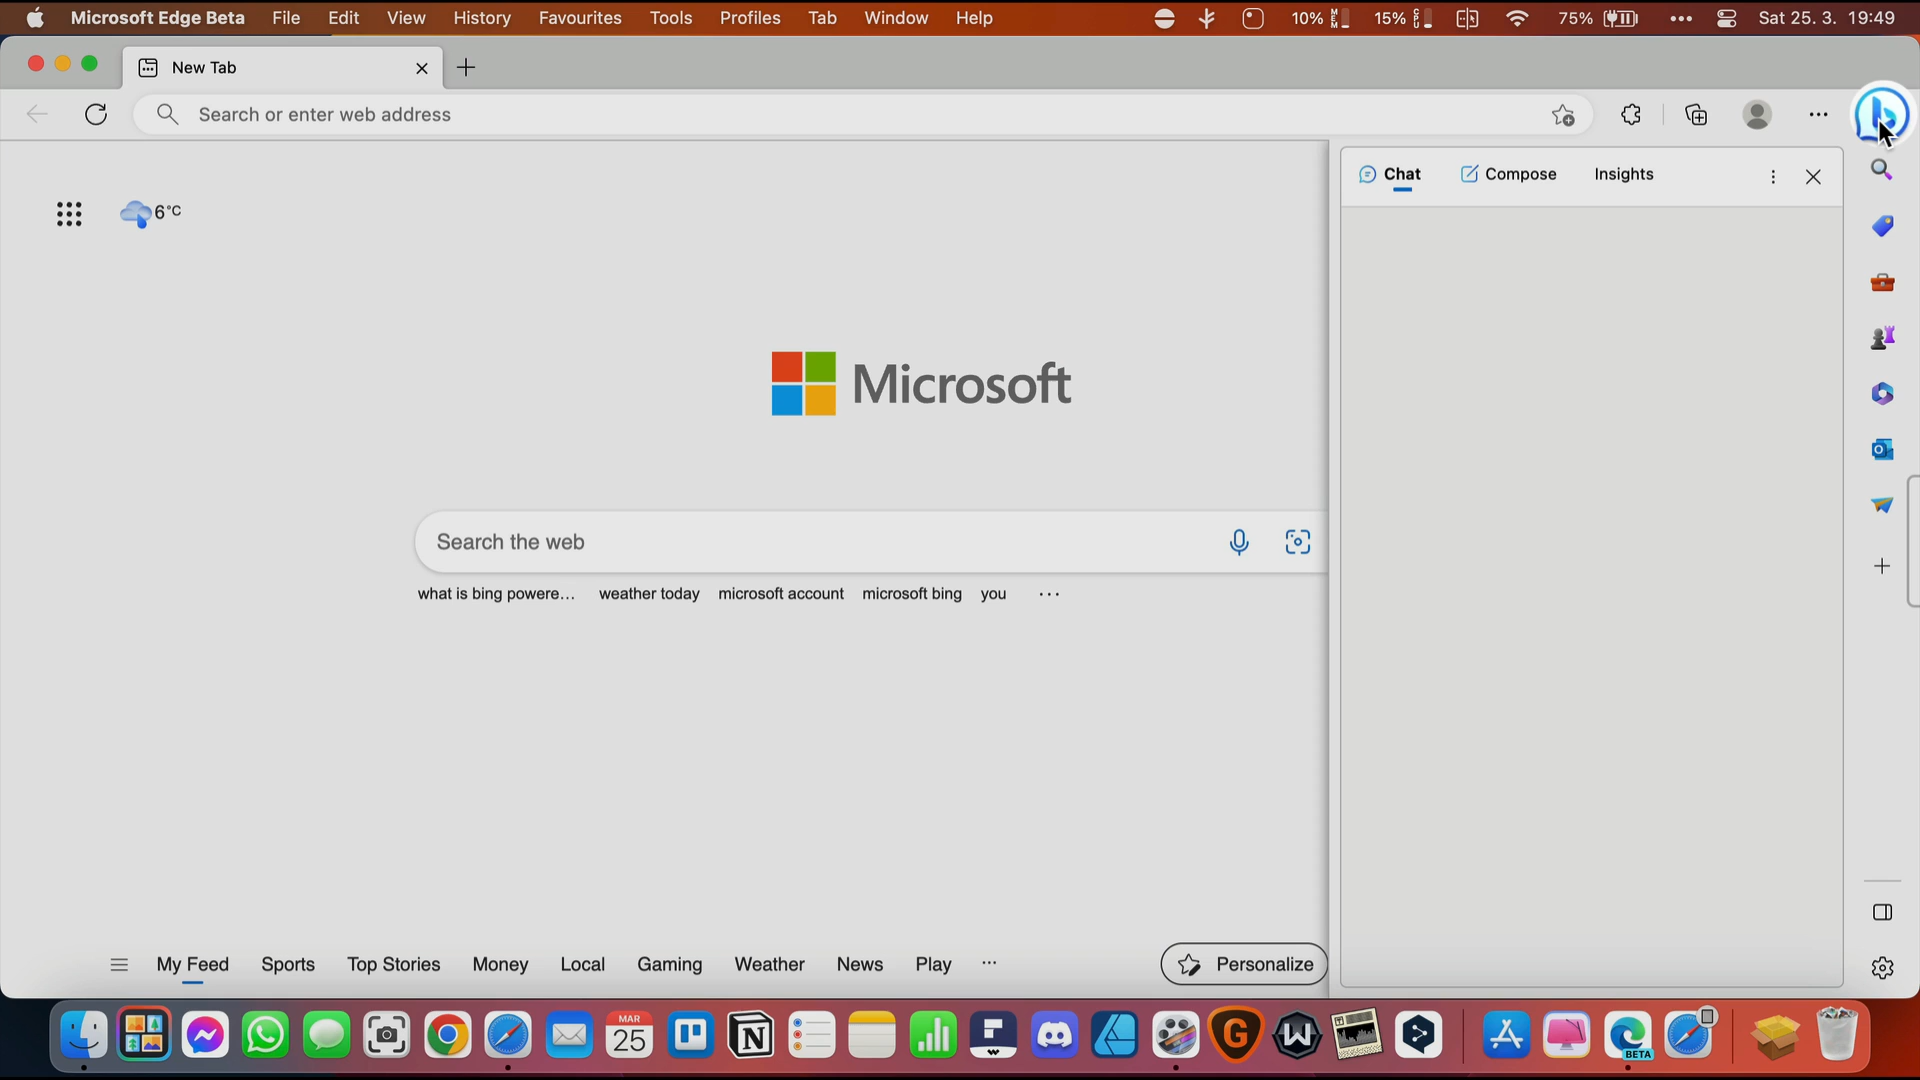 Microsoft Edge Beta File Edit View History Favourites Tools Profiles Tab Window Help 10% MEM 15% CPU 75% ••• Sat 25. 3. 19:49
New Tab
Search or enter web address
Chat Compose Insights
6°C
Microsoft
Search the web
what is bing powere... weather today microsoft account microsoft bing you ...
My Feed Sports Top Stories Money Local Gaming Weather News Play ... Personalize
MAR
25
BETA